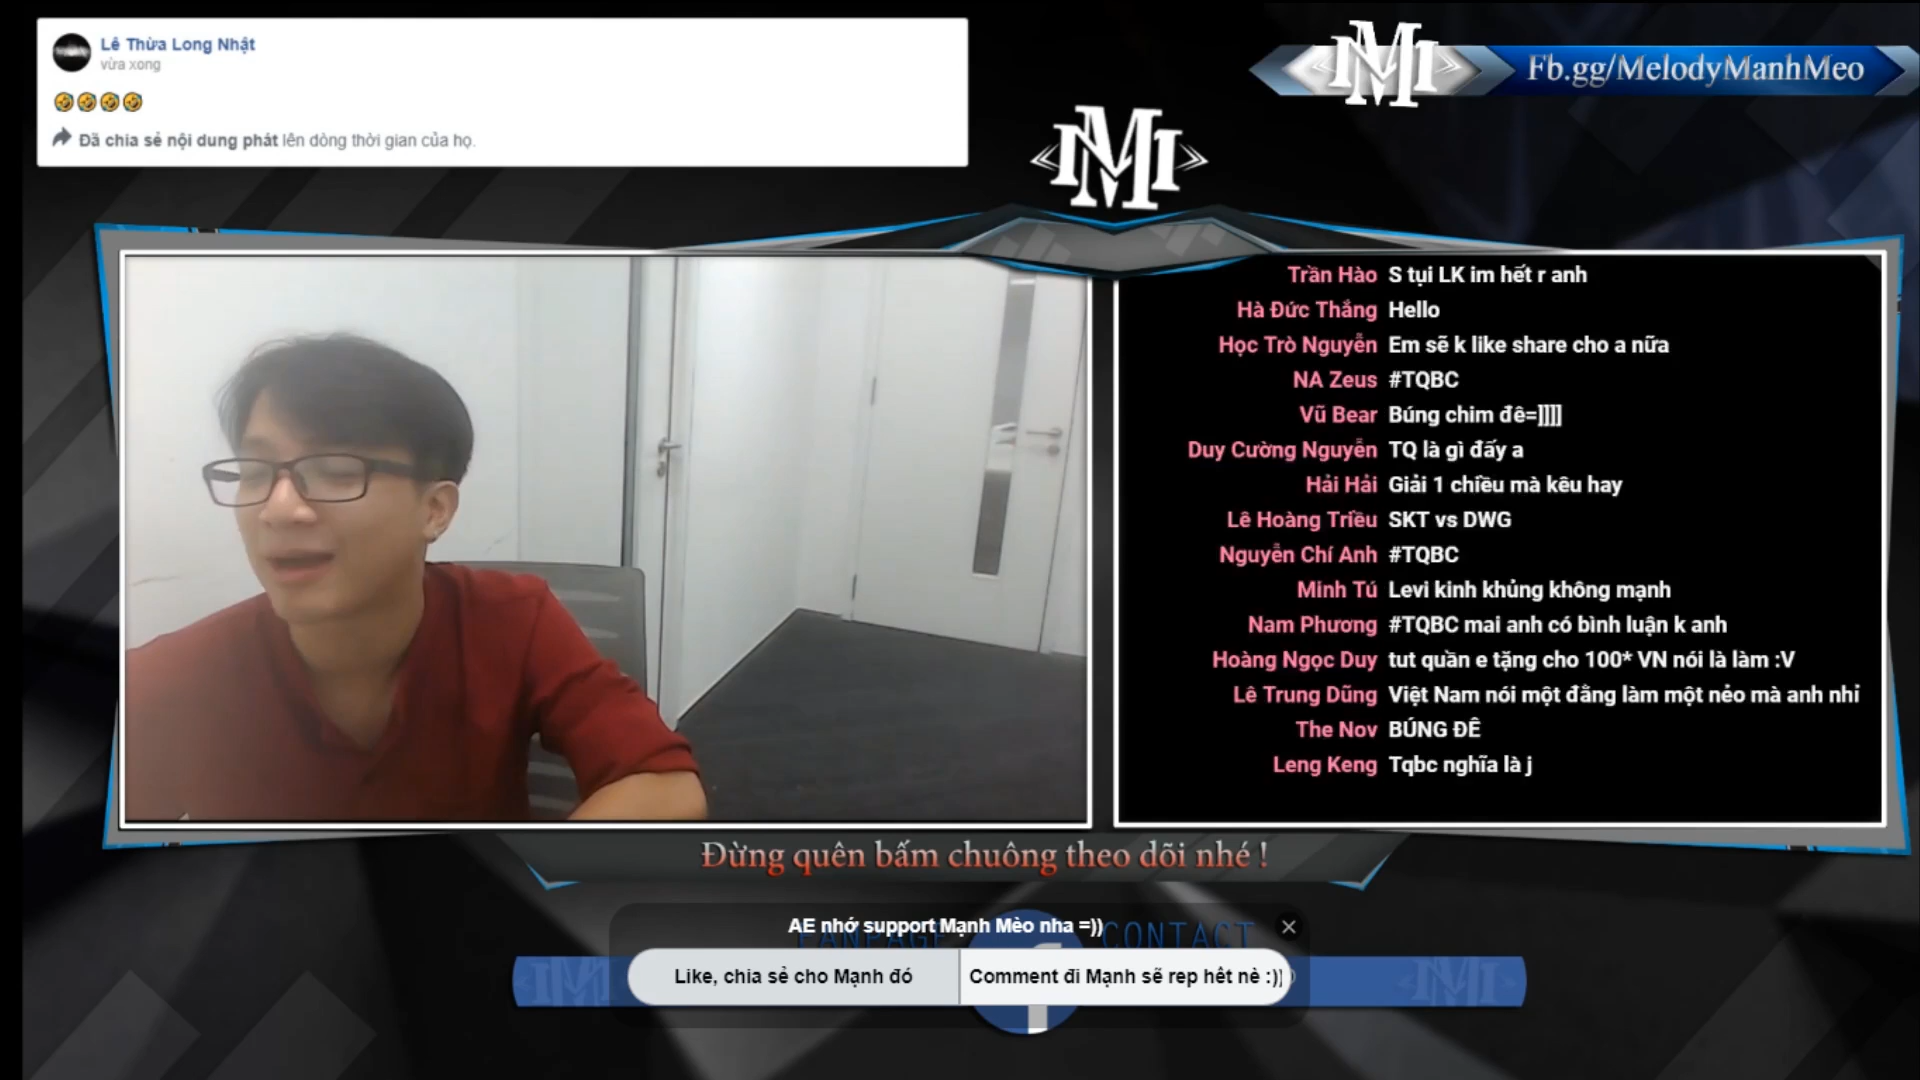 Lê Thừa Long Nhật
vừa xong
🤣🤣🤣🤣
Đã chia sẻ nội dung phát lên dòng thời gian của họ.
MM
Fb.gg/MelodyManhMeo
MM
Trần Hào S tụi LK im hết r anh
Hà Đức Thắng Hello
Học Trò Nguyễn Em sẽ k like share cho a nữa
NA Zeus #TQBC
Vũ Bear Búng chim đê=]]]]
Duy Cường Nguyễn TQ là gì đấy a
Hải Hải Giải 1 chiều mà kêu hay
Lê Hoàng Triều SKT vs DWG
Nguyễn Chí Anh #TQBC
Minh Tú Levi kinh khủng không mạnh
Nam Phương #TQBC mai anh có bình luận k anh
Hoàng Ngọc Duy tut quần e tặng cho 100* VN nói là làm :V
Lê Trung Dũng Việt Nam nói một đằng làm một nẻo mà anh nhỉ
The Nov BÚNG ĐÊ
Leng Keng Tqbc nghĩa là j
Đừng quên bấm chuông theo dõi nhé !
AE nhớ support Mạnh Mèo nha =))
FANPAGE CONTACT
Like, chia sẻ cho Mạnh đó
Comment đi Mạnh sẽ rep hết nè :))